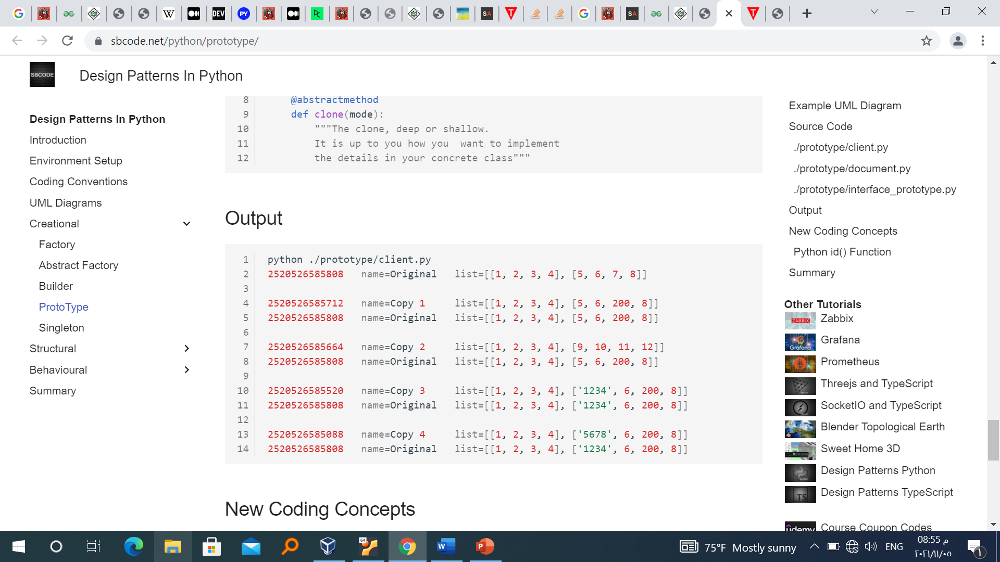 sbcode.net/python/prototype/
SBCODE
Design Patterns In Python
Design Patterns In Python
Introduction
Environment Setup
Coding Conventions
UML Diagrams
Creational
Factory
Abstract Factory
Builder
ProtoType
Singleton
Structural
Behavioural
Summary
8 @abstractmethod
9 def clone(mode):
10 """The clone, deep or shallow.
11 It is up to you how you  want to implement
12 the details in your concrete class"""
Output
1 python ./prototype/client.py
2 2520526585808 name=Original list=[[1, 2, 3, 4], [5, 6, 7, 8]]
3
4 2520526585712 name=Copy 1 list=[[1, 2, 3, 4], [5, 6, 200, 8]]
5 2520526585808 name=Original list=[[1, 2, 3, 4], [5, 6, 200, 8]]
6
7 2520526585664 name=Copy 2 list=[[1, 2, 3, 4], [9, 10, 11, 12]]
8 2520526585808 name=Original list=[[1, 2, 3, 4], [5, 6, 200, 8]]
9
10 2520526585520 name=Copy 3 list=[[1, 2, 3, 4], ['1234', 6, 200, 8]]
11 2520526585808 name=Original list=[[1, 2, 3, 4], ['1234', 6, 200, 8]]
12
13 2520526585088 name=Copy 4 list=[[1, 2, 3, 4], ['5678', 6, 200, 8]]
14 2520526585808 name=Original list=[[1, 2, 3, 4], ['1234', 6, 200, 8]]
New Coding Concepts
Example UML Diagram
Source Code
./prototype/client.py
./prototype/document.py
./prototype/interface_prototype.py
Output
New Coding Concepts
Python id() Function
Summary
Other Tutorials
ZABBIX Zabbix
Grafana Grafana
Prometheus
Threejs and TypeScript
SocketIO and TypeScript
Blender Topological Earth
Sweet Home 3D
Design Patterns Python
TS Design Patterns TypeScript
udemy Course Coupon Codes
75°F Mostly sunny
ENG
08:55 م
٢٠٢١/١١/٠٥
١